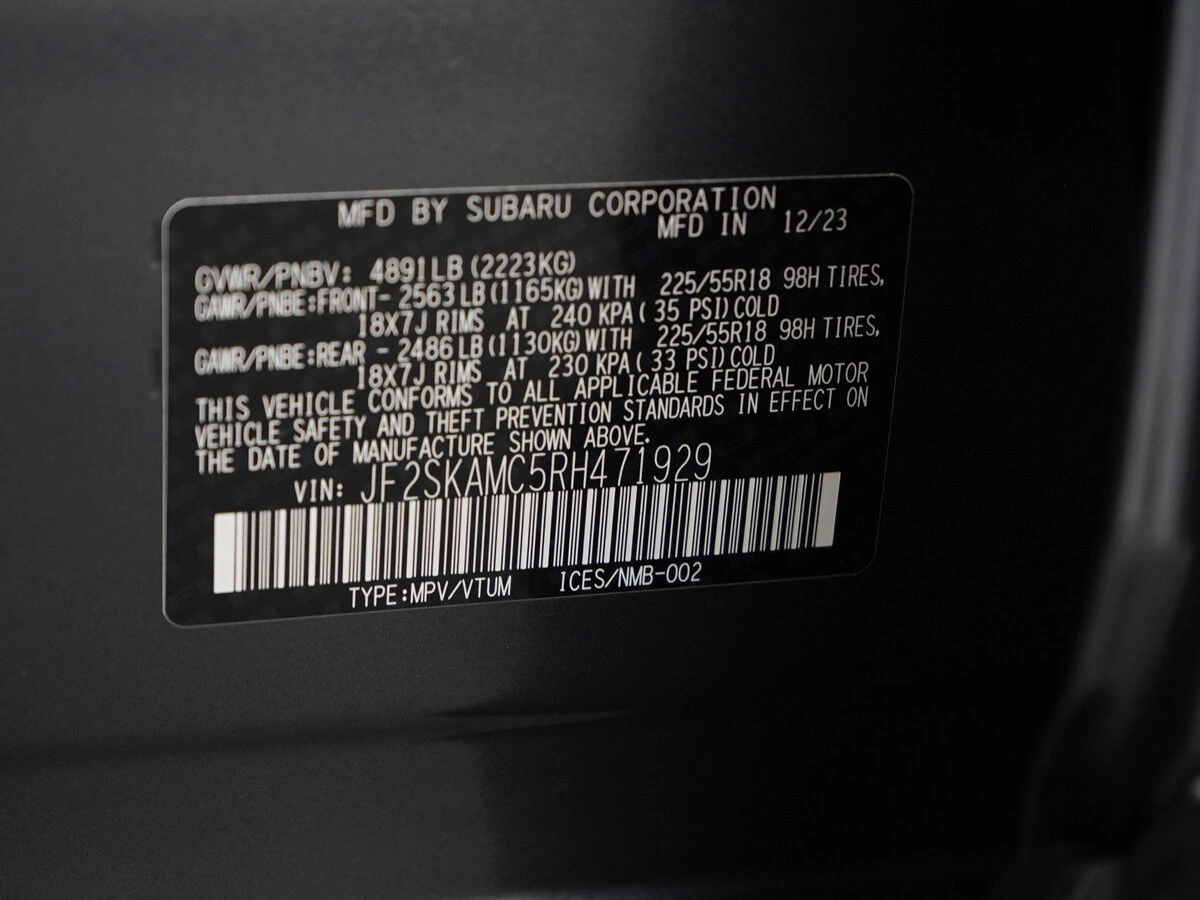 MFD BY SUBARU CORPORATION
MFD IN 12/23
GVWR/PNBV: 4891LB(2223KG)
GAWR/PNBE:FRONT- 2563LB(1165KG)WITH 225/55R18 98H TIRES,
18X7J RIMS AT 240 KPA( 35 PSI)COLD
GAWR/PNBE:REAR - 2486LB(1130KG)WITH 225/55R18 98H TIRES,
18X7J RIMS AT 230 KPA( 33 PSI)COLD
THIS VEHICLE CONFORMS TO ALL APPLICABLE FEDERAL MOTOR
VEHICLE SAFETY AND THEFT PREVENTION STANDARDS IN EFFECT ON
THE DATE OF MANUFACTURE SHOWN ABOVE.
VIN: JF2SKAMC5RH471929
TYPE:MPV/VTUM ICES/NMB-002